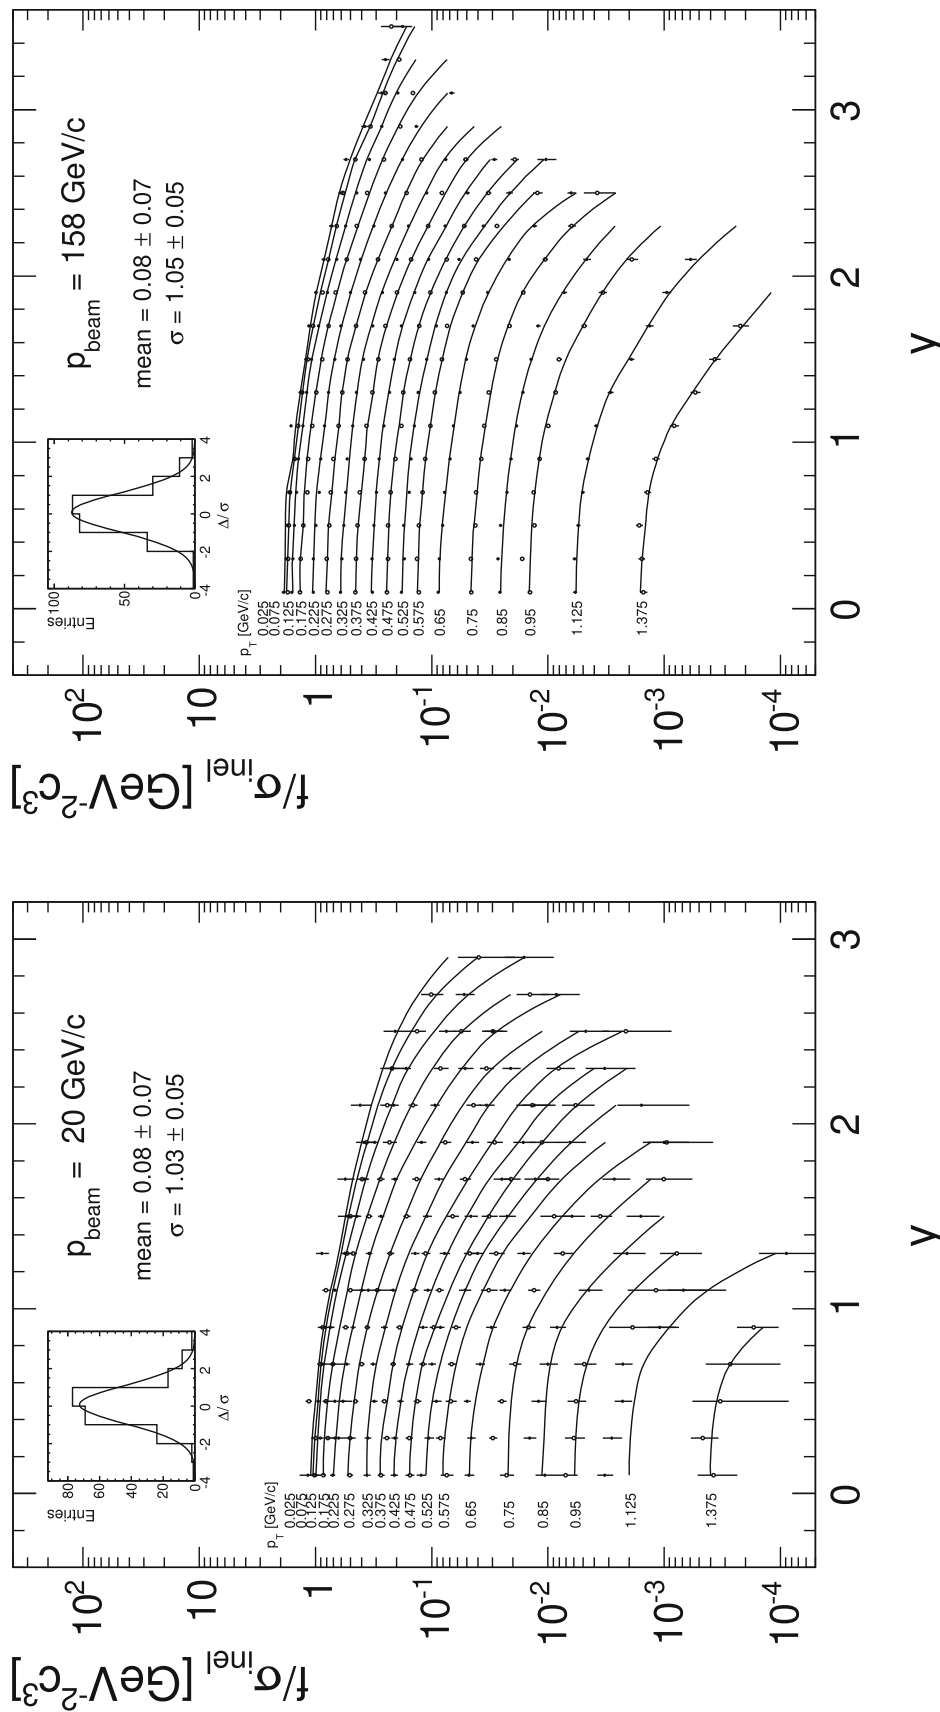 f/σinel [GeV-2c3]
p_beam = 20 GeV/c
mean = 0.08 ± 0.07
σ = 1.03 ± 0.05
Entries
80
60
40
20
0
-4 -2 0 2 4
Δ/σ
10^2
10
1
10^-1
10^-2
10^-3
10^-4
p_T [GeV/c]
0.025
0.075
0.125
0.175
0.225
0.275
0.325
0.375
0.425
0.475
0.525
0.575
0.65
0.75
0.85
0.95
1.125
1.375
0 1 2 3
y
f/σinel [GeV-2c3]
p_beam = 158 GeV/c
mean = 0.08 ± 0.07
σ = 1.05 ± 0.05
Entries
100
50
0
-4 -2 0 2 4
Δ/σ
10^2
10
1
10^-1
10^-2
10^-3
10^-4
p_T [GeV/c]
0.025
0.075
0.125
0.175
0.225
0.275
0.325
0.375
0.425
0.475
0.525
0.575
0.65
0.75
0.85
0.95
1.125
1.375
0 1 2 3
y